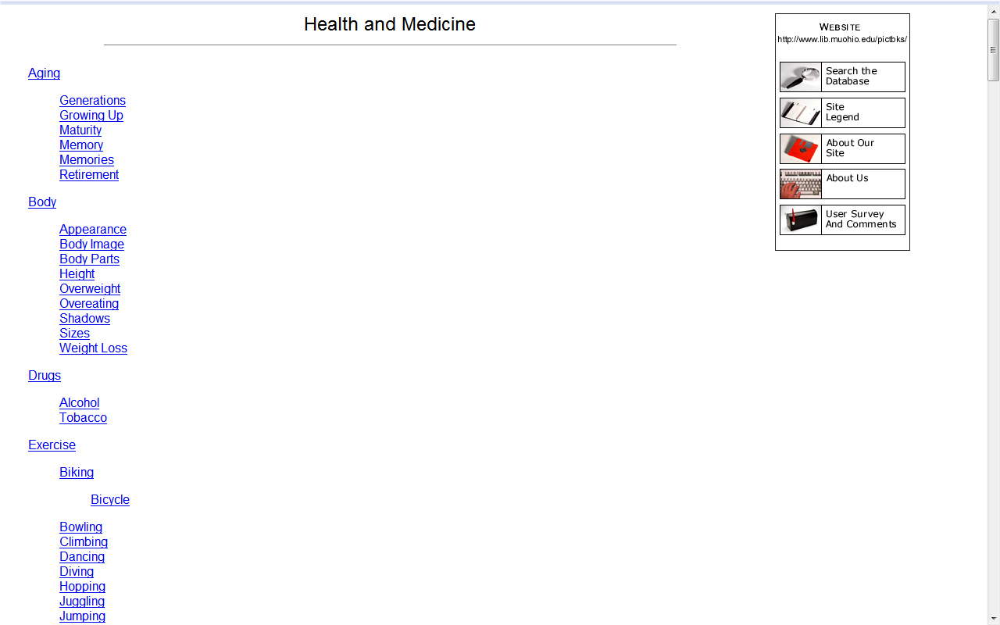 Health and Medicine
Aging
Generations
Growing Up
Maturity
Memory
Memories
Retirement
Body
Appearance
Body Image
Body Parts
Height
Overweight
Overeating
Shadows
Sizes
Weight Loss
Drugs
Alcohol
Tobacco
Exercise
Biking
Bicycle
Bowling
Climbing
Dancing
Diving
Hopping
Juggling
Jumping
WEBSITE
http://www.lib.muohio.edu/pictbks/
Search the
Database
Site
Legend
About Our
Site
About Us
User Survey
And Comments